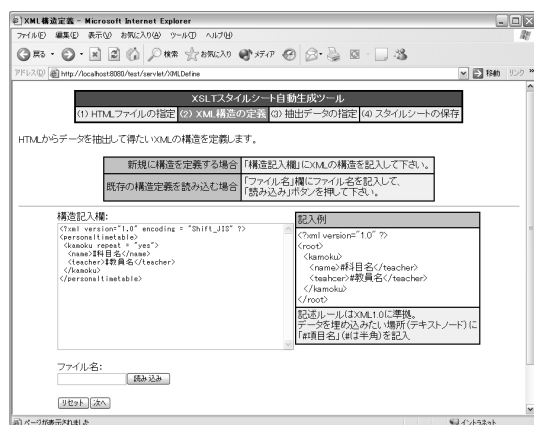 XML構造定義 - Microsoft Internet Explorer
ファイル(F) 編集(E) 表示(V) お気に入り(A) ツール(T) ヘルプ(H)
戻る 検索 お気に入り メディア
アドレス(D) http://localhost:8080/test/servlet/XMLDefine 移動 リンク »
XSLTスタイルシート自動生成ツール
(1) HTMLファイルの指定 (2) XML構造の定義 (3) 抽出データの指定 (4) スタイルシートの保存
HTMLからデータを抽出して得たいXMLの構造を定義します。
新規に構造を定義する場合 「構造記入欄」にXMLの構造を記入して下さい。
既存の構造定義を読み込む場合 「ファイル名」欄にファイル名を記入して、
「読み込み」ボタンを押して下さい。
構造記入欄:
<?xml version="1.0" encoding = "Shift_JIS" ?>
<personaltimetable>
<kamoku repeat = "yes">
<name>#科目名</name>
<teacher>#教員名</teacher>
</kamoku>
</personaltimetable>
記入例
<?xml version="1.0" ?>
<root>
<kamoku>
<name>#科目名</teacher>
<teahcer>#教員名</teacher>
</kamoku>
</root>
記述ルールはXML1.0に準拠。
データを埋め込みたい場所(テキストノード)に
「#項目名」(#は半角)を記入
ファイル名:
読み込み
リセット 次へ
ページが表示されました イントラネット